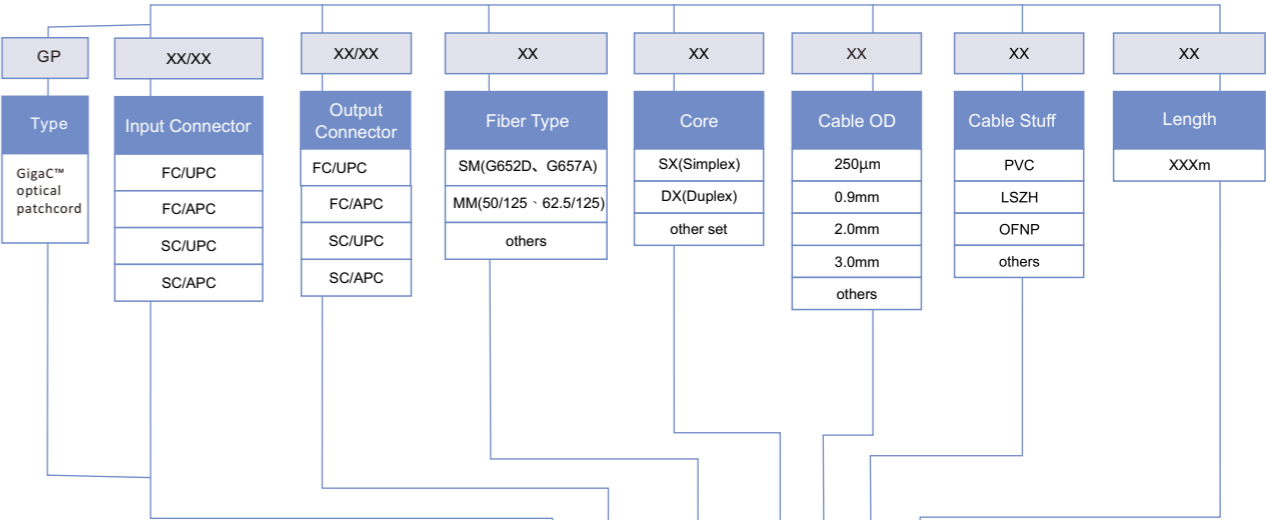 GP
XX/XX
XX/XX
XX
XX
XX
XX
XX
Type
Input Connector
Output
Connector
Fiber Type
Core
Cable OD
Cable Stuff
Length
GigaC™
optical
patchcord
FC/UPC
FC/APC
SC/UPC
SC/APC
FC/UPC
FC/APC
SC/UPC
SC/APC
SM(G652D、G657A)
MM(50/125、62.5/125)
others
SX(Simplex)
DX(Duplex)
other set
250μm
0.9mm
2.0mm
3.0mm
others
PVC
LSZH
OFNP
others
XXXm